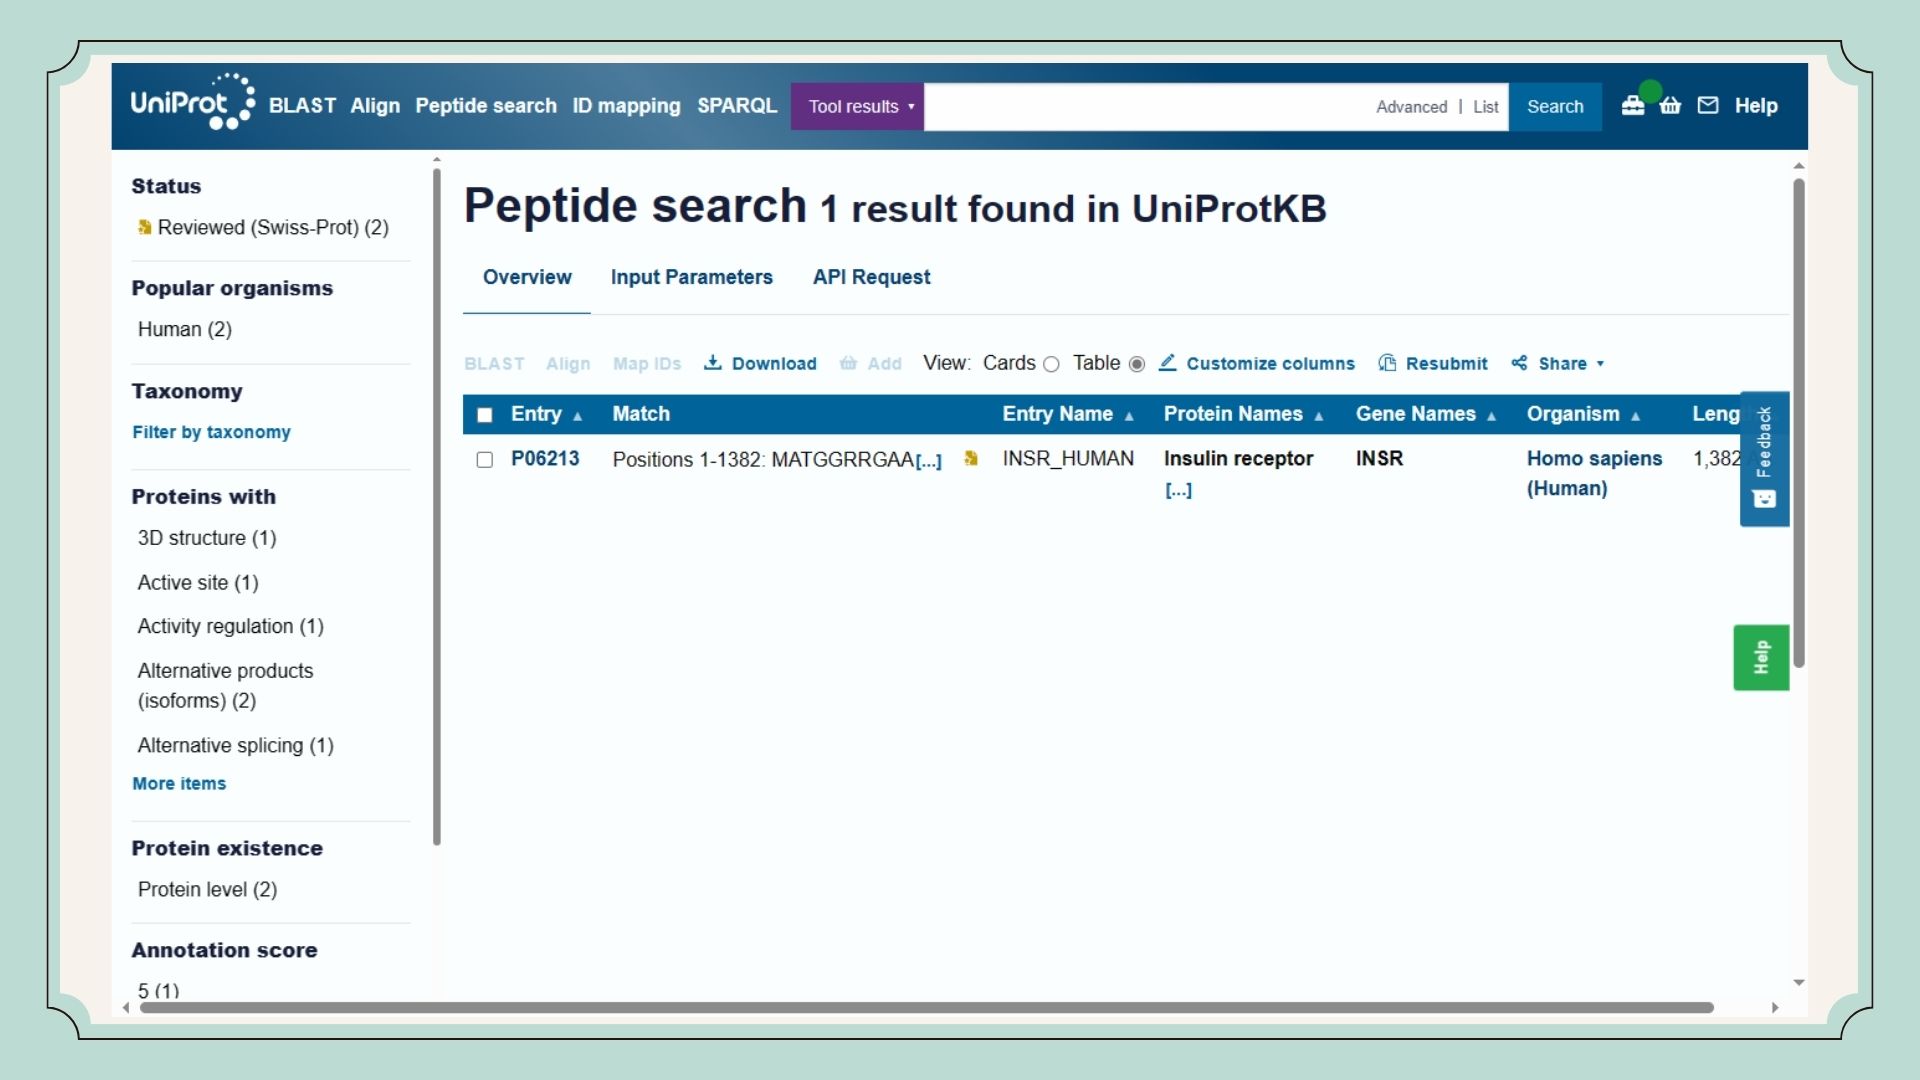 UniProt BLAST Align Peptide search ID mapping SPARQL Tool results Advanced | List Search Help
Status
Reviewed (Swiss-Prot) (2)
Popular organisms
Human (2)
Taxonomy
Filter by taxonomy
Proteins with
3D structure (1)
Active site (1)
Activity regulation (1)
Alternative products
(isoforms) (2)
Alternative splicing (1)
More items
Protein existence
Protein level (2)
Annotation score
5 (1)
Peptide search 1 result found in UniProtKB
Overview Input Parameters API Request
BLAST Align Map IDs Download Add View: Cards Table Customize columns Resubmit Share
Entry Match Entry Name Protein Names Gene Names Organism Leng
P06213 Positions 1-1382: MATGGRRGAA[...] INSR_HUMAN Insulin receptor INSR Homo sapiens 1,382
[...] (Human)
Feedback
Help